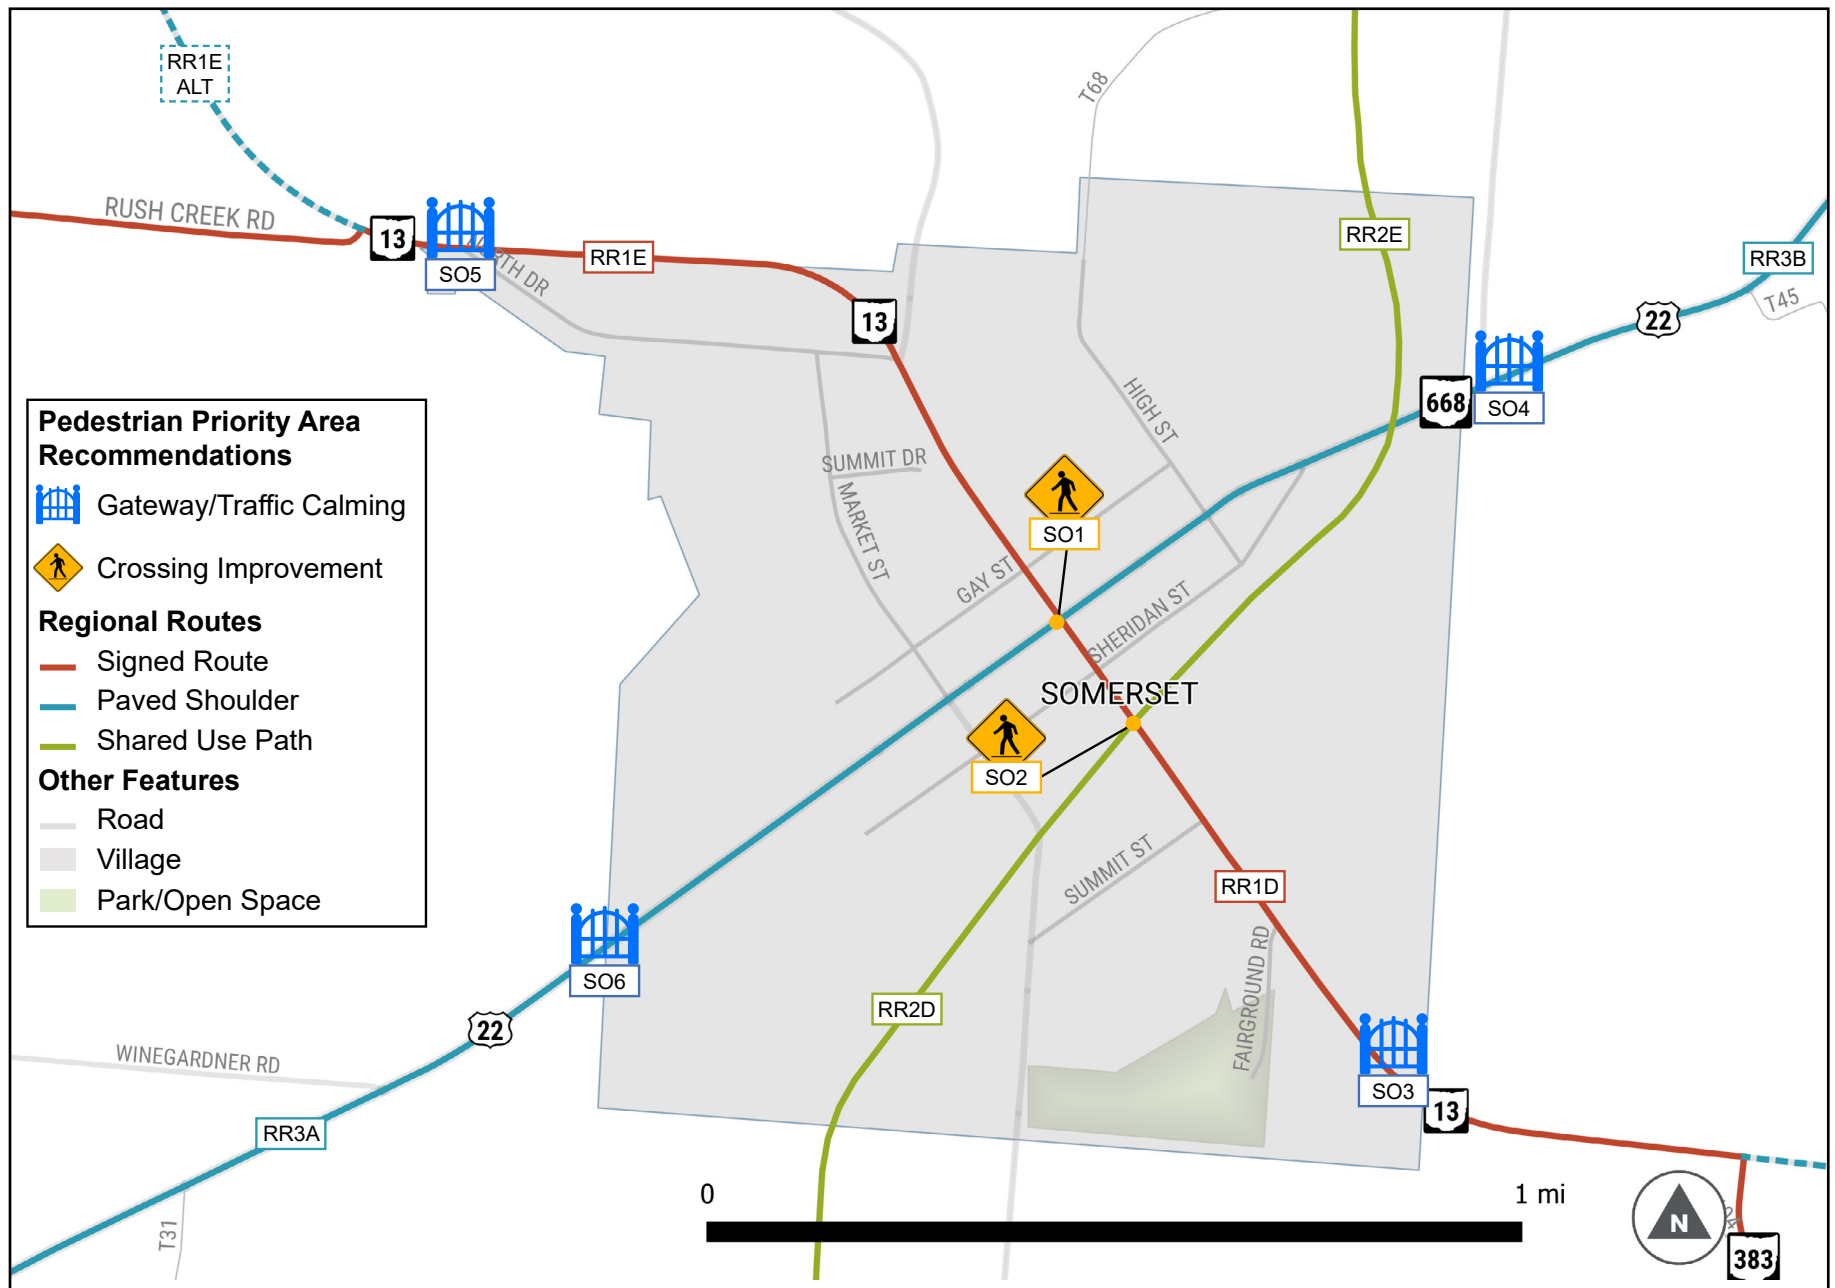 RR1E
ALT
T68
RUSH CREEK RD
13
SO5
NORTH DR
RR1E
13
RR2E
RR3B
T45
22
668
SO4
HIGH ST
SUMMIT DR
MARKET ST
SO1
GAY ST
SHERIDAN ST
SOMERSET
SO2
SUMMIT ST
RR1D
FAIRGROUND RD
SO6
22
RR2D
WINEGARDNER RD
RR3A
T31
SO3
13
383
Pedestrian Priority Area
Recommendations
Gateway/Traffic Calming
Crossing Improvement
Regional Routes
Signed Route
Paved Shoulder
Shared Use Path
Other Features
Road
Village
Park/Open Space
0
1 mi
N